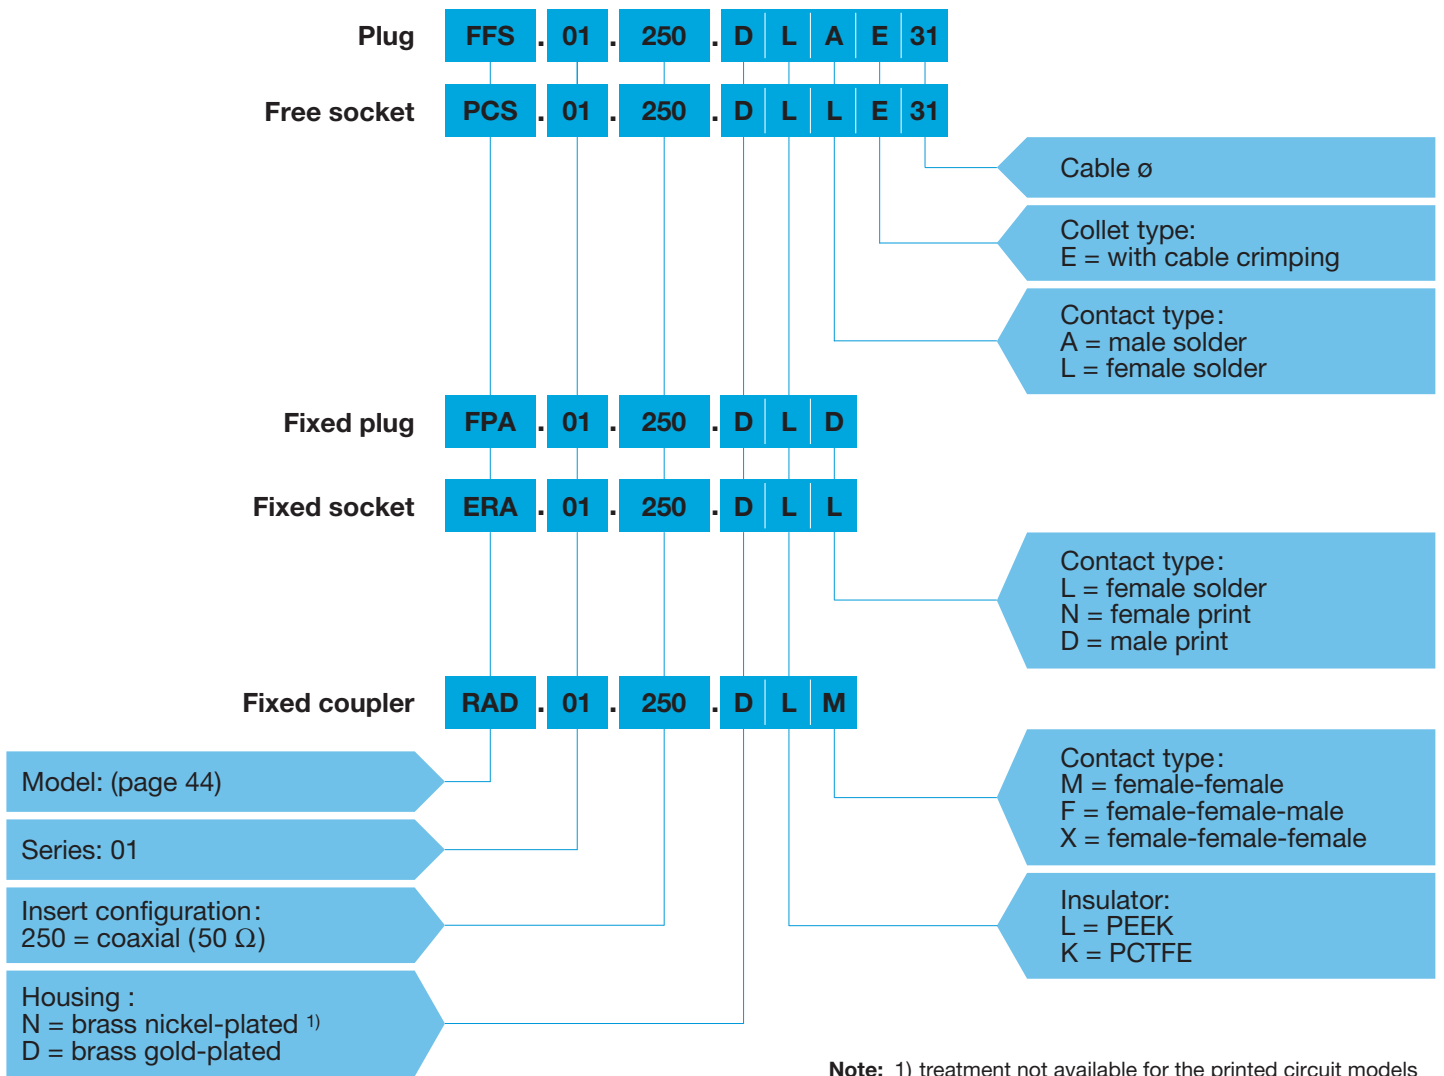 Plug FFS . 01 . 250 . D L A E 31
Free socket PCS . 01 . 250 . D L L E 31
Cable ø
Collet type:
E = with cable crimping
Contact type:
A = male solder
L = female solder
Fixed plug FPA . 01 . 250 . D L D
Fixed socket ERA . 01 . 250 . D L L
Contact type:
L = female solder
N = female print
D = male print
Fixed coupler RAD . 01 . 250 . D L M
Contact type:
M = female-female
F = female-female-male
X = female-female-female
Insulator:
L = PEEK
K = PCTFE
Model: (page 44)
Series: 01
Insert configuration:
250 = coaxial (50 Ω)
Housing :
N = brass nickel-plated 1)
D = brass gold-plated
Note: 1) treatment not available for the printed circuit models